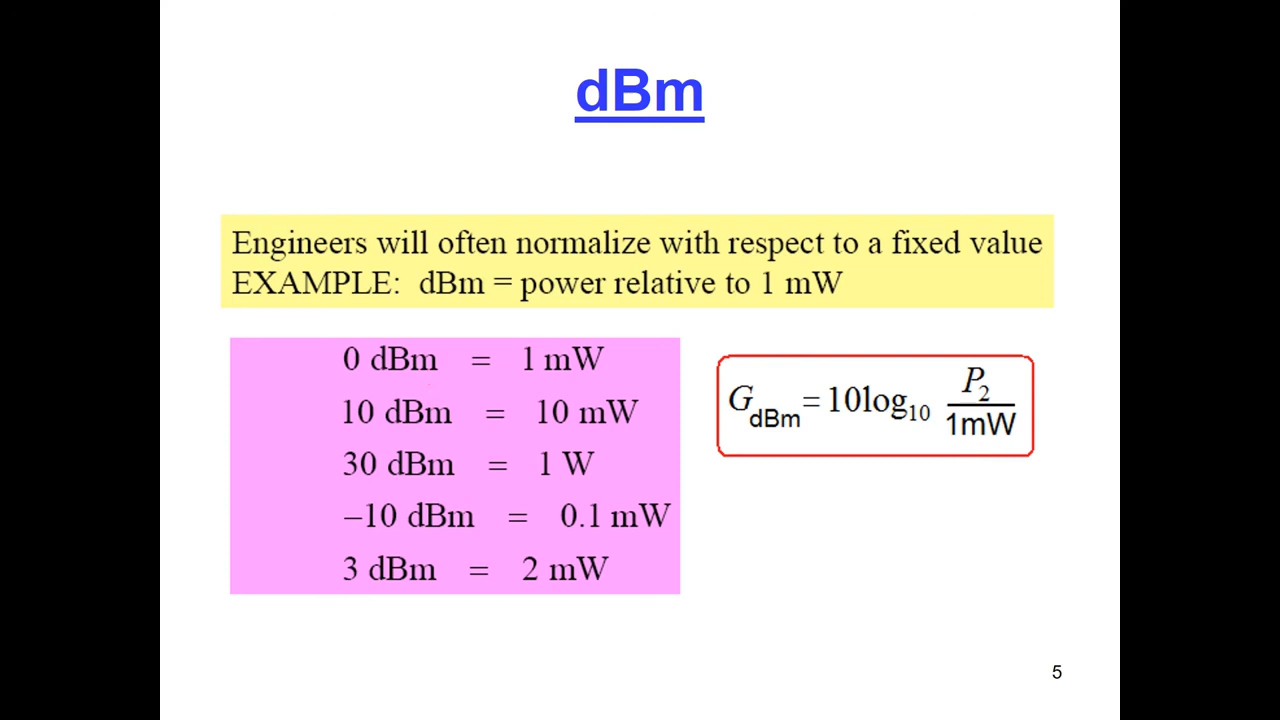 dBm
Engineers will often normalize with respect to a fixed value
EXAMPLE:  dBm = power relative to 1 mW
0 dBm = 1 mW
10 dBm = 10 mW
30 dBm = 1 W
–10 dBm = 0.1 mW
3 dBm = 2 mW
G_dBm = 10log₁₀ P₂/1mW
5